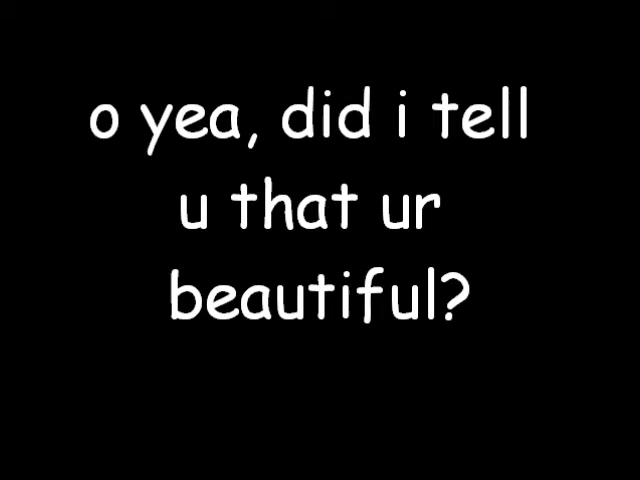 o yea, did i tell
u that ur
beautiful?